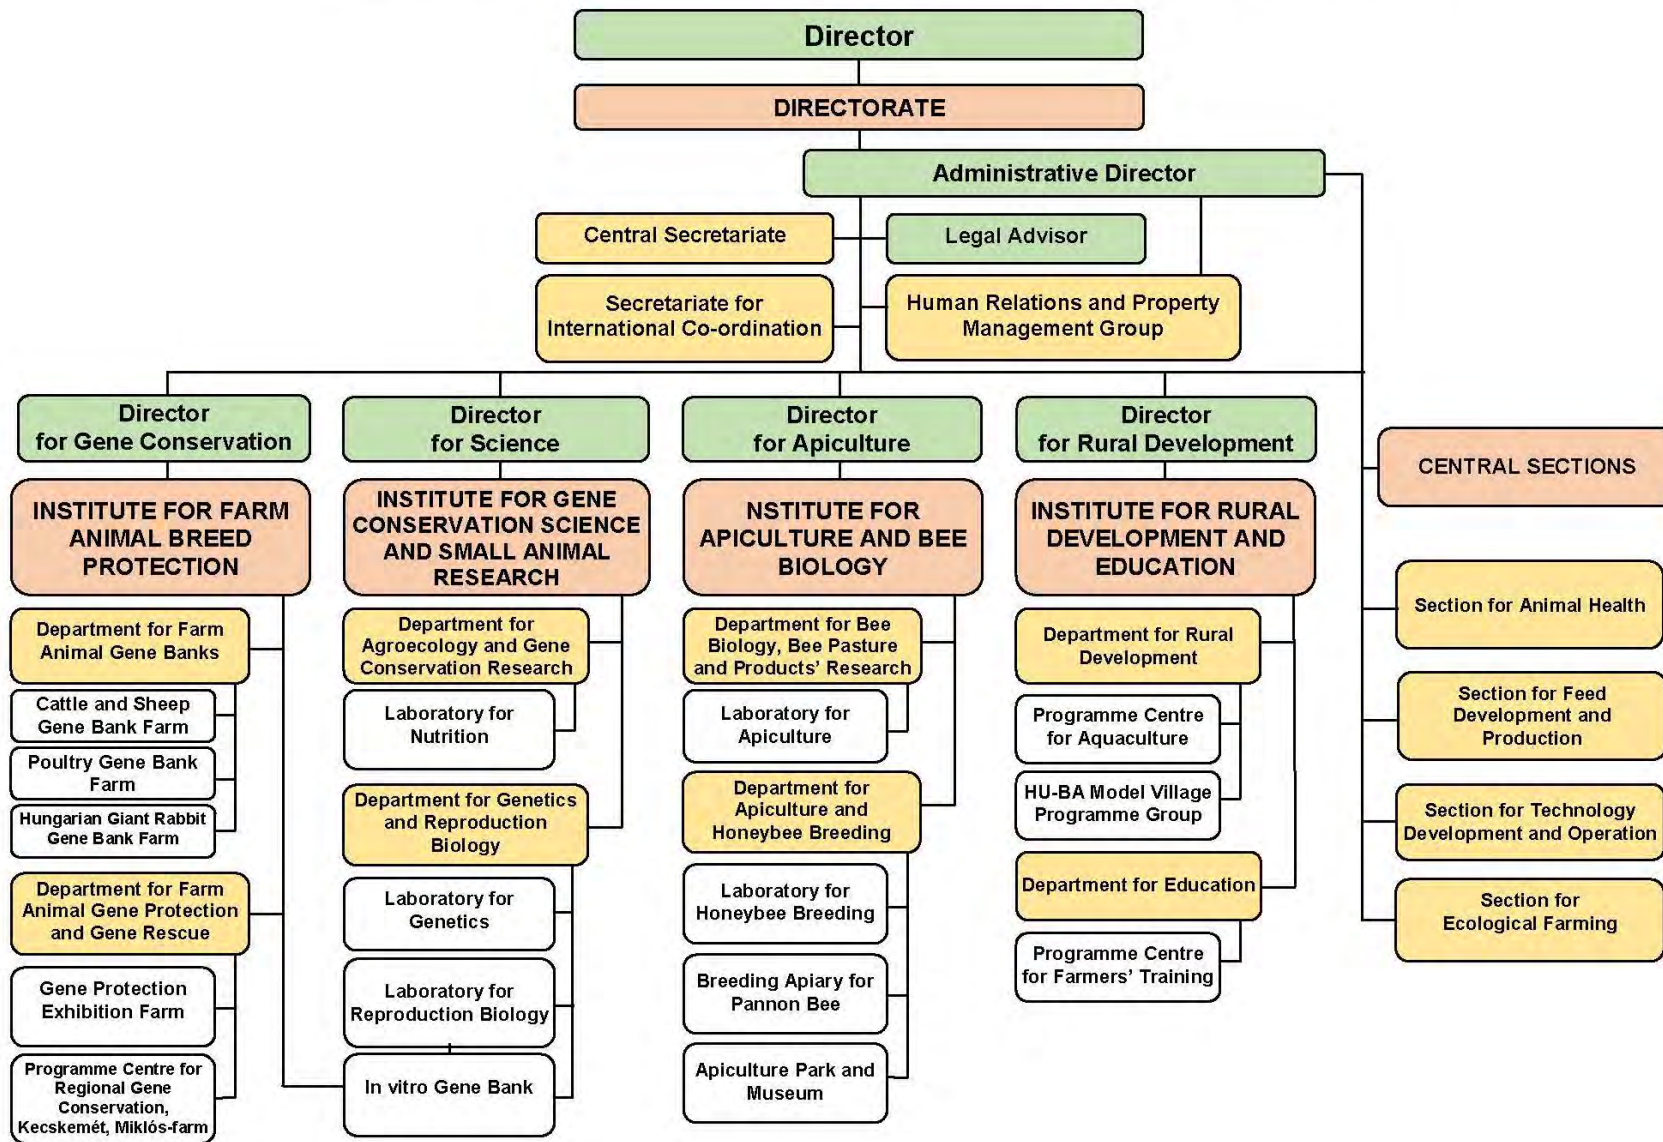 Director
DIRECTORATE
Administrative Director
Central Secretariate
Legal Advisor
Secretariate for
International Co-ordination
Human Relations and Property
Management Group
Director
for Gene Conservation
Director
for Science
Director
for Apiculture
Director
for Rural Development
CENTRAL SECTIONS
INSTITUTE FOR FARM
ANIMAL BREED
PROTECTION
INSTITUTE FOR GENE
CONSERVATION SCIENCE
AND SMALL ANIMAL
RESEARCH
NSTITUTE FOR
APICULTURE AND BEE
BIOLOGY
INSTITUTE FOR RURAL
DEVELOPMENT AND
EDUCATION
Department for Farm
Animal Gene Banks
Cattle and Sheep
Gene Bank Farm
Poultry Gene Bank
Farm
Hungarian Giant Rabbit
Gene Bank Farm
Department for Farm
Animal Gene Protection
and Gene Rescue
Gene Protection
Exhibition Farm
Programme Centre for
Regional Gene
Conservation,
Kecskemét, Miklós-farm
Department for
Agroecology and Gene
Conservation Research
Laboratory for
Nutrition
Department for Genetics
and Reproduction
Biology
Laboratory for
Genetics
Laboratory for
Reproduction Biology
In vitro Gene Bank
Department for Bee
Biology, Bee Pasture
and Products' Research
Laboratory for
Apiculture
Department for
Apiculture and
Honeybee Breeding
Laboratory for
Honeybee Breeding
Breeding Apiary for
Pannon Bee
Apiculture Park and
Museum
Department for Rural
Development
Programme Centre
for Aquaculture
HU-BA Model Village
Programme Group
Department for Education
Programme Centre
for Farmers' Training
Section for Animal Health
Section for Feed
Development and
Production
Section for Technology
Development and Operation
Section for
Ecological Farming